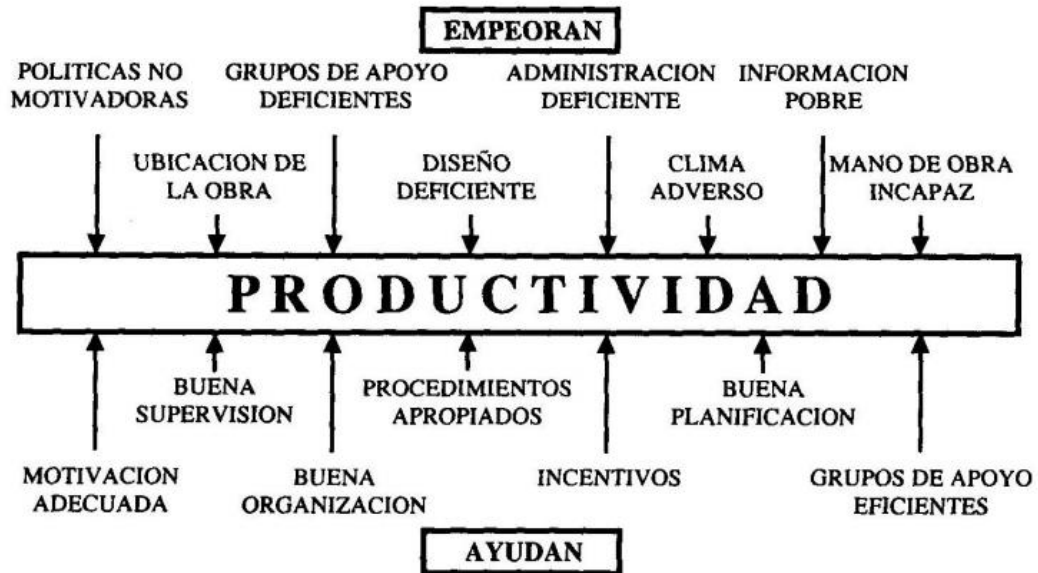 EMPEORAN
POLITICAS NO
MOTIVADORAS
GRUPOS DE APOYO
DEFICIENTES
ADMINISTRACION
DEFICIENTE
INFORMACION
POBRE
UBICACION DE
LA OBRA
DISEÑO
DEFICIENTE
CLIMA
ADVERSO
MANO DE OBRA
INCAPAZ
PRODUCTIVIDAD
BUENA
SUPERVISION
PROCEDIMIENTOS
APROPIADOS
BUENA
PLANIFICACION
MOTIVACION
ADECUADA
BUENA
ORGANIZACION
INCENTIVOS
GRUPOS DE APOYO
EFICIENTES
AYUDAN